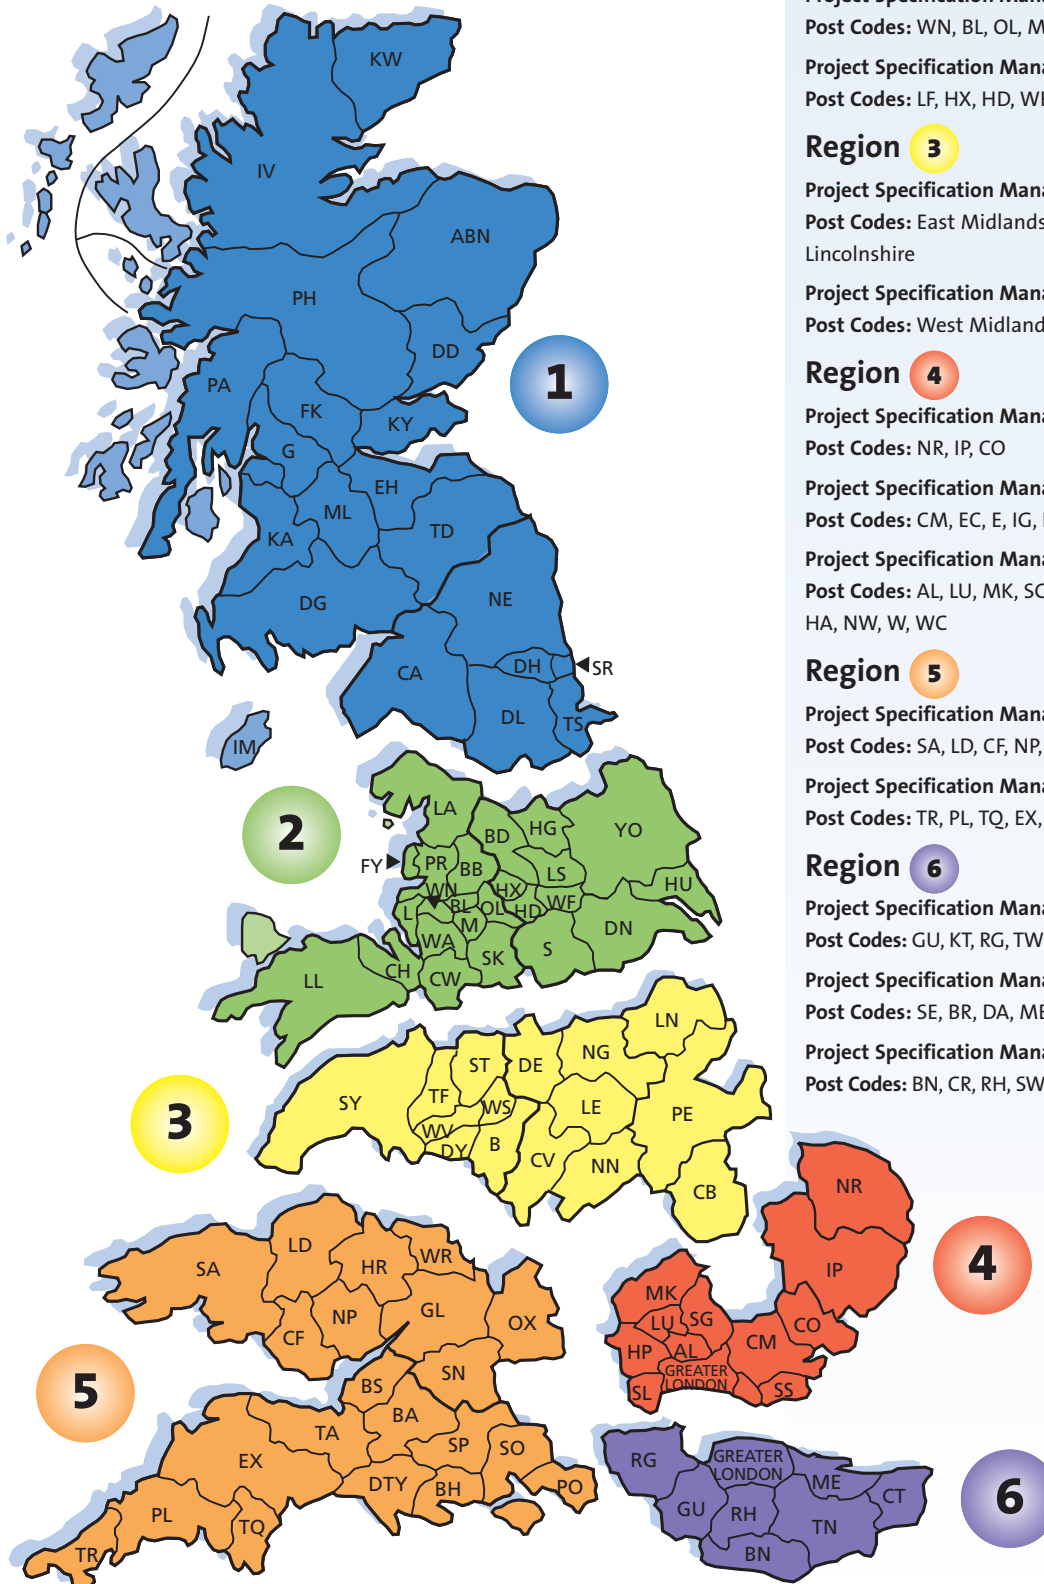 KW
IV
ABN
PH
DD
PA
FK
KY
G
EH
ML
TD
KA
DG
NE
CA
DH
SR
DL
TS
IM
1
2
LA
BD
HG
YO
FY
PR
BB
LS
HU
WN
HX
L
BL
OL
HD
WF
M
DN
WA
SK
S
LL
CH
CW
3
LN
ST
DE
NG
SY
TF
WS
LE
PE
WV
DY
B
CV
NN
CB
NR
IP
4
MK
LU
SG
CO
HP
AL
CM
GREATER
LONDON
SL
SS
5
SA
LD
HR
WR
NP
GL
OX
CF
SN
BS
BA
TA
SP
SO
EX
DTY
BH
PO
PL
TQ
TR
RG
GREATER
LONDON
ME
CT
GU
RH
TN
BN
6
Post Codes: WN, BL, OL, M
Project Specification Mana
Post Codes: LF, HX, HD, W
Region 3
Project Specification Mana
Post Codes: East Midlands
Lincolnshire
Project Specification Mana
Post Codes: West Midland
Region 4
Project Specification Mana
Post Codes: NR, IP, CO
Project Specification Mana
Post Codes: CM, EC, E, IG,
Project Specification Mana
Post Codes: AL, LU, MK, SG
HA, NW, W, WC
Region 5
Project Specification Mana
Post Codes: SA, LD, CF, NP,
Project Specification Mana
Post Codes: TR, PL, TQ, EX,
Region 6
Project Specification Mana
Post Codes: GU, KT, RG, TW
Project Specification Mana
Post Codes: SE, BR, DA, ME
Project Specification Mana
Post Codes: BN, CR, RH, SW